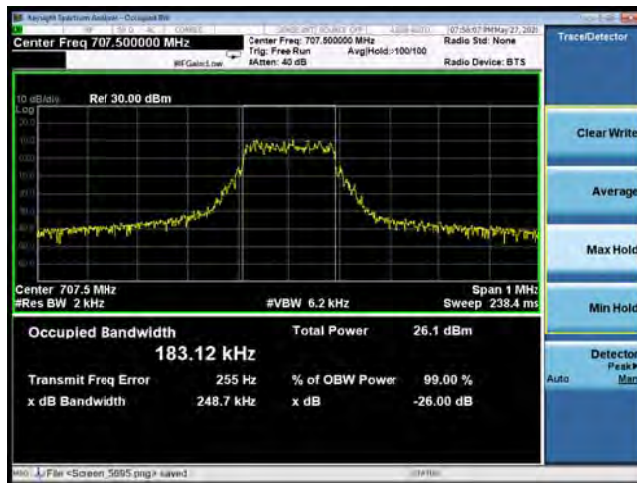 Keysight Spectrum Analyzer - Occupied BW
Center Freq 707.500000 MHz
Center Freq: 707.500000 MHz
Trig: Free Run Avg|Hold:>100/100
#IFGain:Low #Atten: 40 dB
07:56:07 PM May 27, 2021
Radio Std: None
Radio Device: BTS
Trace/Detector
10 dB/div Ref 30.00 dBm
Log
Clear Write
Average
Max Hold
Min Hold
Center 707.5 MHz Span 1 MHz
#Res BW 2 kHz #VBW 6.2 kHz Sweep 238.4 ms
Occupied Bandwidth Total Power 26.1 dBm
183.12 kHz
Transmit Freq Error 255 Hz % of OBW Power 99.00 %
x dB Bandwidth 248.7 kHz x dB -26.00 dB
Detector
Peak
Auto Man
MSG File <Screen_5695.png> saved STATUS